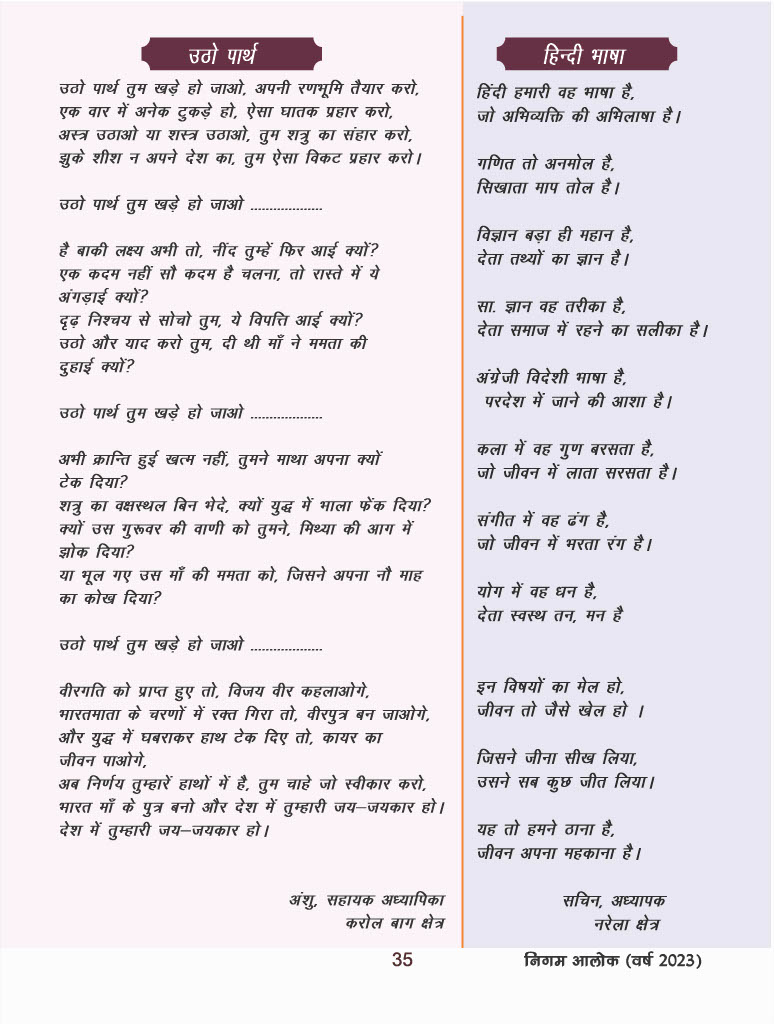 उठो पार्थ
उठो पार्थ तुम खड़े हो जाओ, अपनी रणभूमि तैयार करो,
एक वार में अनेक टुकड़े हो, ऐसा घातक प्रहार करो,
अस्त्र उठाओ या शस्त्र उठाओ, तुम शत्रु का संहार करो,
झुके शीश न अपने देश का, तुम ऐसा विकट प्रहार करो।
उठो पार्थ तुम खड़े हो जाओ ...................
है बाकी लक्ष्य अभी तो, नींद तुम्हें फिर आई क्यों?
एक कदम नहीं सौ कदम है चलना, तो रास्ते में ये
अंगड़ाई क्यों?
दृढ़ निश्चय से सोचो तुम, ये विपत्ति आई क्यों?
उठो और याद करो तुम, दी थी माँ ने ममता की
दुहाई क्यों?
उठो पार्थ तुम खड़े हो जाओ ...................
अभी क्रान्ति हुई खत्म नहीं, तुमने माथा अपना क्यों
टेक दिया?
शत्रु का वक्षस्थल बिन भेदे, क्यों युद्ध में भाला फेंक दिया?
क्यों उस गुरूवर की वाणी को तुमने, मिथ्या की आग में
झोक दिया?
या भूल गए उस माँ की ममता को, जिसने अपना नौ माह
का कोख दिया?
उठो पार्थ तुम खड़े हो जाओ ...................
वीरगति को प्राप्त हुए तो, विजय वीर कहलाओगे,
भारतमाता के चरणों में रक्त गिरा तो, वीरपुत्र बन जाओगे,
और युद्ध में घबराकर हाथ टेक दिए तो, कायर का
जीवन पाओगे,
अब निर्णय तुम्हारें हाथों में है, तुम चाहे जो स्वीकार करो,
भारत माँ के पुत्र बनो और देश में तुम्हारी जय–जयकार हो।
देश में तुम्हारी जय–जयकार हो।
अंशु, सहायक अध्यापिका
करोल बाग क्षेत्र
हिन्दी भाषा
हिंदी हमारी वह भाषा है,
जो अभिव्यक्ति की अभिलाषा है।
गणित तो अनमोल है,
सिखाता माप तोल है।
विज्ञान बड़ा ही महान है,
देता तथ्यों का ज्ञान है।
सा. ज्ञान वह तरीका है,
देता समाज में रहने का सलीका है।
अंग्रेजी विदेशी भाषा है,
परदेश में जाने की आशा है।
कला में वह गुण बरसता है,
जो जीवन में लाता सरसता है।
संगीत में वह ढंग है,
जो जीवन में भरता रंग है।
योग में वह धन है,
देता स्वस्थ तन, मन है
इन विषयों का मेल हो,
जीवन तो जैसे खेल हो ।
जिसने जीना सीख लिया,
उसने सब कुछ जीत लिया।
यह तो हमने ठाना है,
जीवन अपना महकाना है।
सचिन, अध्यापक
नरेला क्षेत्र
35
निगम आलोक (वर्ष 2023)